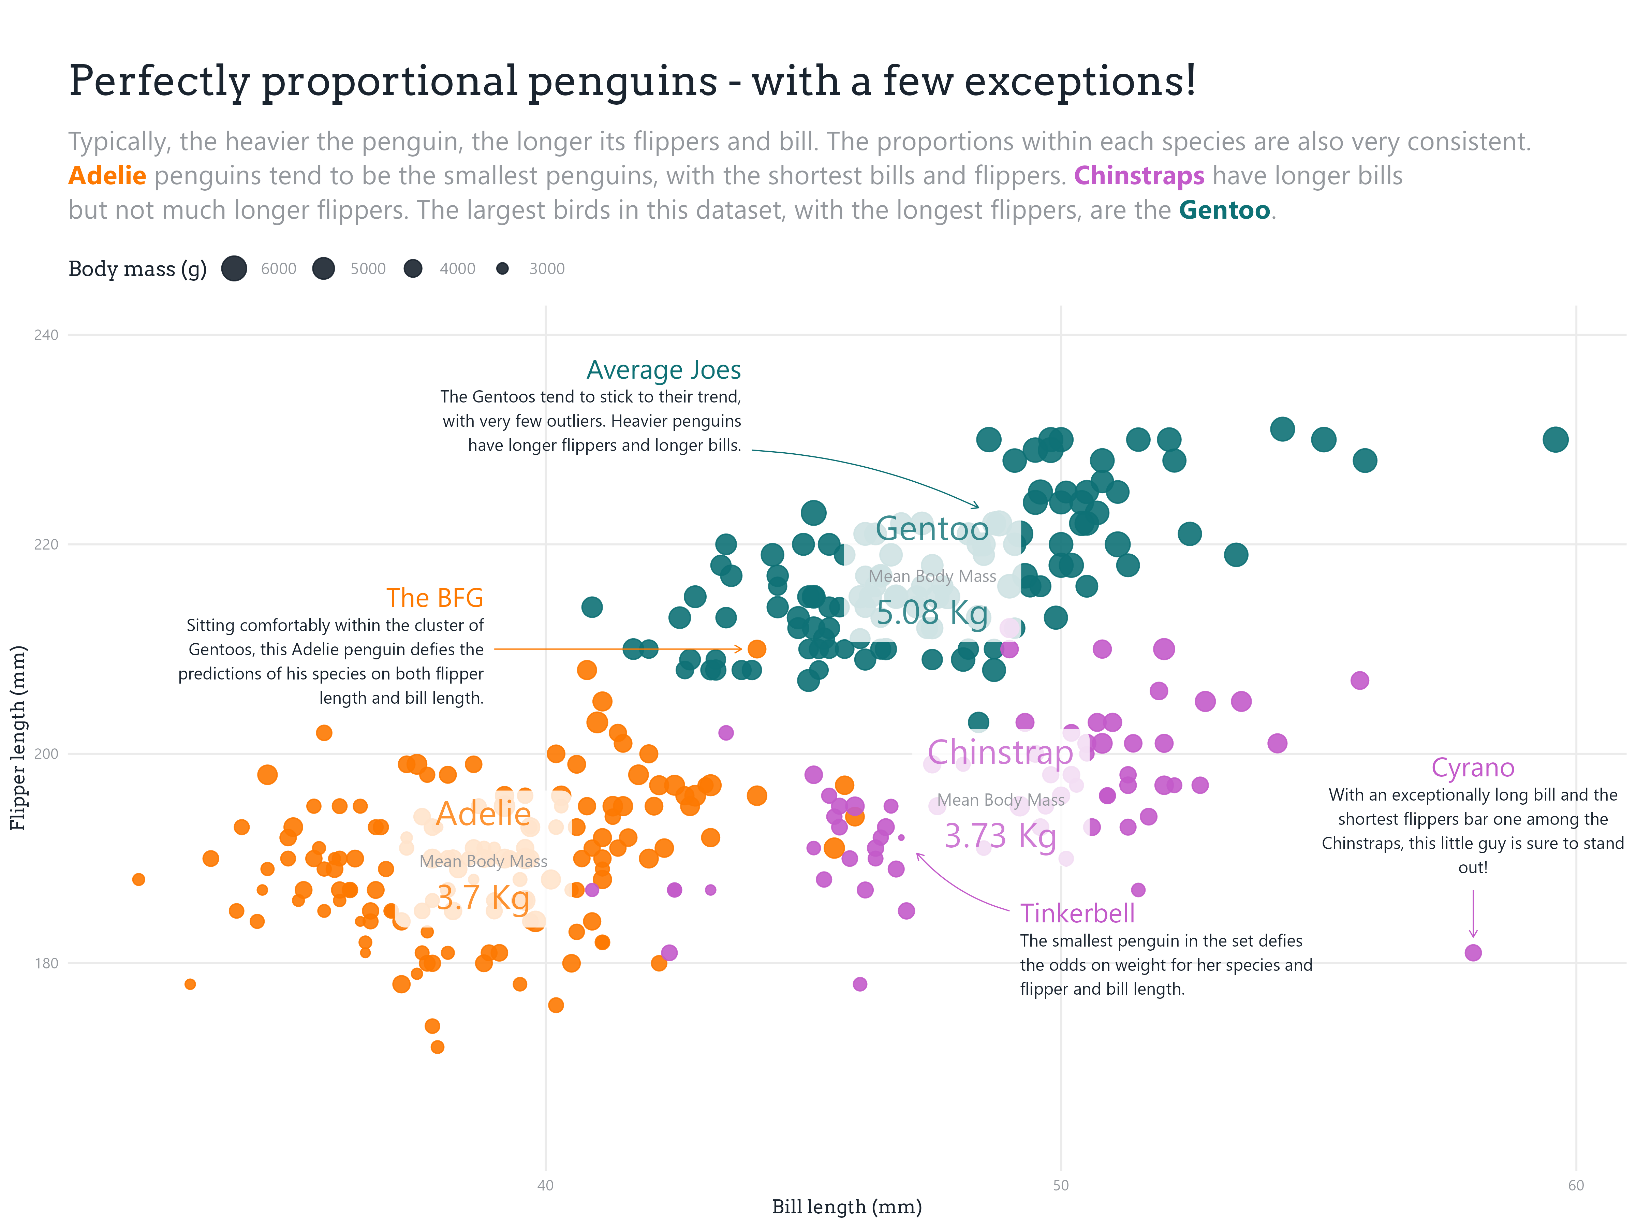 Perfectly proportional penguins - with a few exceptions!
Typically, the heavier the penguin, the longer its flippers and bill. The proportions within each species are also very consistent.
Adelie penguins tend to be the smallest penguins, with the shortest bills and flippers. Chinstraps have longer bills
but not much longer flippers. The largest birds in this dataset, with the longest flippers, are the Gentoo.
Body mass (g) 6000 5000 4000 3000
240
220
200
180
Flipper length (mm)
Average Joes
The Gentoos tend to stick to their trend,
with very few outliers. Heavier penguins
have longer flippers and longer bills.
Gentoo
Mean Body Mass
5.08 Kg
The BFG
Sitting comfortably within the cluster of
Gentoos, this Adelie penguin defies the
predictions of his species on both flipper
length and bill length.
Chinstrap
Mean Body Mass
3.73 Kg
Cyrano
With an exceptionally long bill and the
shortest flippers bar one among the
Chinstraps, this little guy is sure to stand
out!
Adelie
Mean Body Mass
3.7 Kg
Tinkerbell
The smallest penguin in the set defies
the odds on weight for her species and
flipper and bill length.
40 50 60
Bill length (mm)